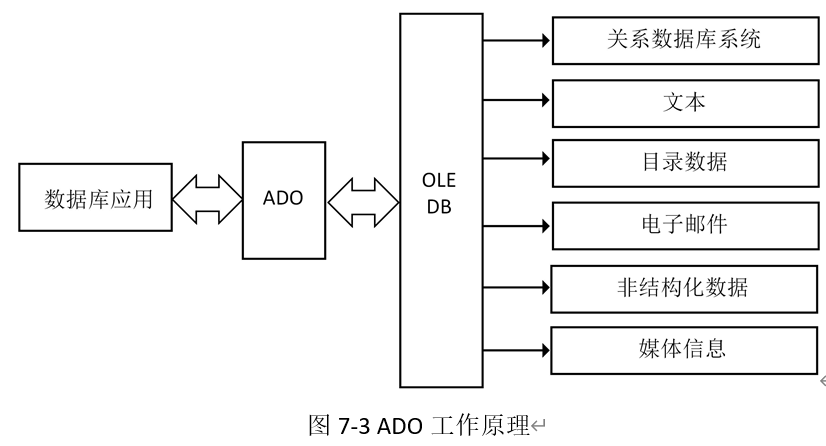 数据库应用
ADO
OLE
DB
关系数据库系统
文本
目录数据
电子邮件
非结构化数据
媒体信息
图 7-3 ADO 工作原理